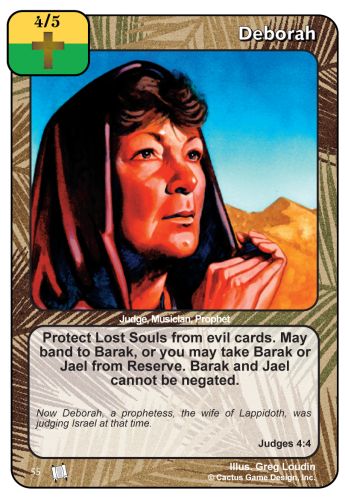 4/5
Deborah
Judge, Musician, Prophet
Protect Lost Souls from evil cards. May
band to Barak, or you may take Barak or
Jael from Reserve. Barak and Jael
cannot be negated.
Now Deborah, a prophetess, the wife of Lappidoth, was
judging Israel at that time.
Judges 4:4
55
Illus. Greg Loudin
© Cactus Game Design, Inc.